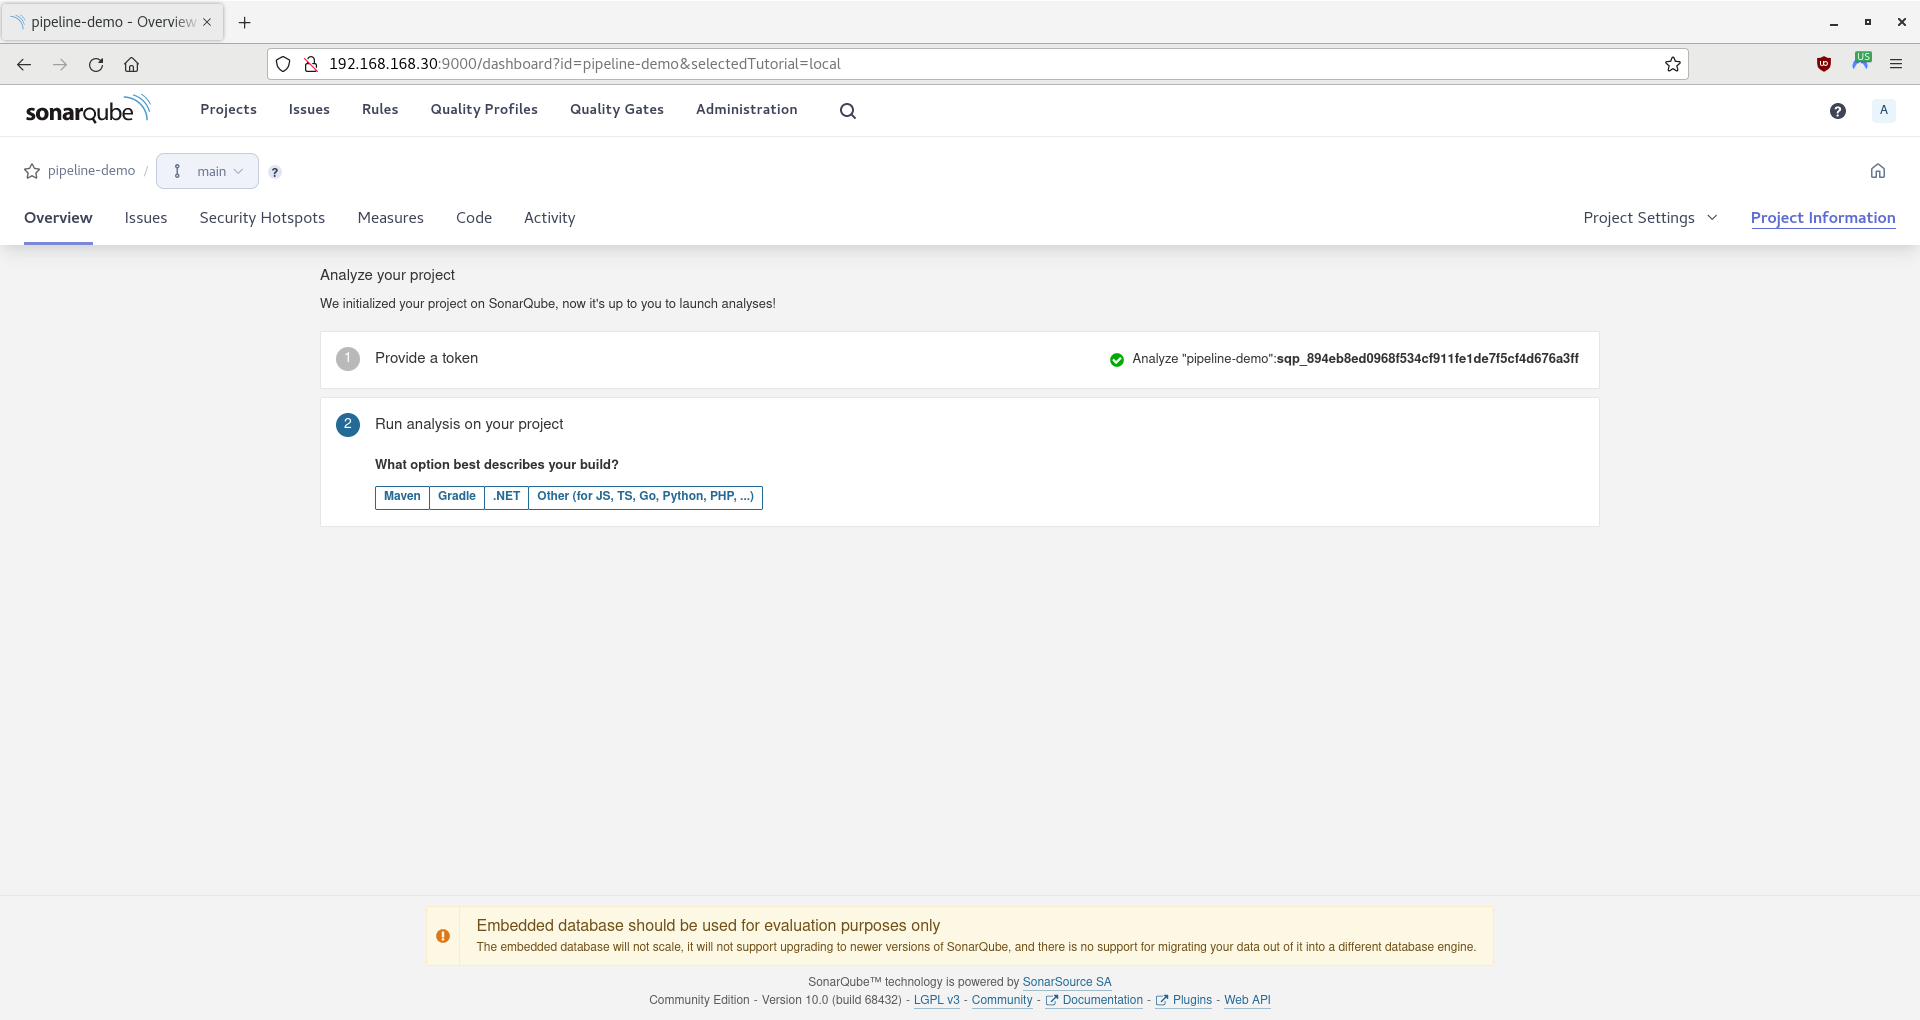 pipeline-demo - Overview
192.168.168.30:9000/dashboard?id=pipeline-demo&selectedTutorial=local
UD
US
sonarqube Projects Issues Rules Quality Profiles Quality Gates Administration ? A
pipeline-demo / main ?
Overview Issues Security Hotspots Measures Code Activity Project Settings Project Information
Analyze your project
We initialized your project on SonarQube, now it's up to you to launch analyses!
1 Provide a token Analyze "pipeline-demo":sqp_894eb8ed0968f534cf911fe1de7f5cf4d676a3ff
2 Run analysis on your project
What option best describes your build?
Maven Gradle .NET Other (for JS, TS, Go, Python, PHP, ...)
Embedded database should be used for evaluation purposes only
The embedded database will not scale, it will not support upgrading to newer versions of SonarQube, and there is no support for migrating your data out of it into a different database engine.
SonarQube™ technology is powered by SonarSource SA
Community Edition - Version 10.0 (build 68432) - LGPL v3 - Community - Documentation - Plugins - Web API